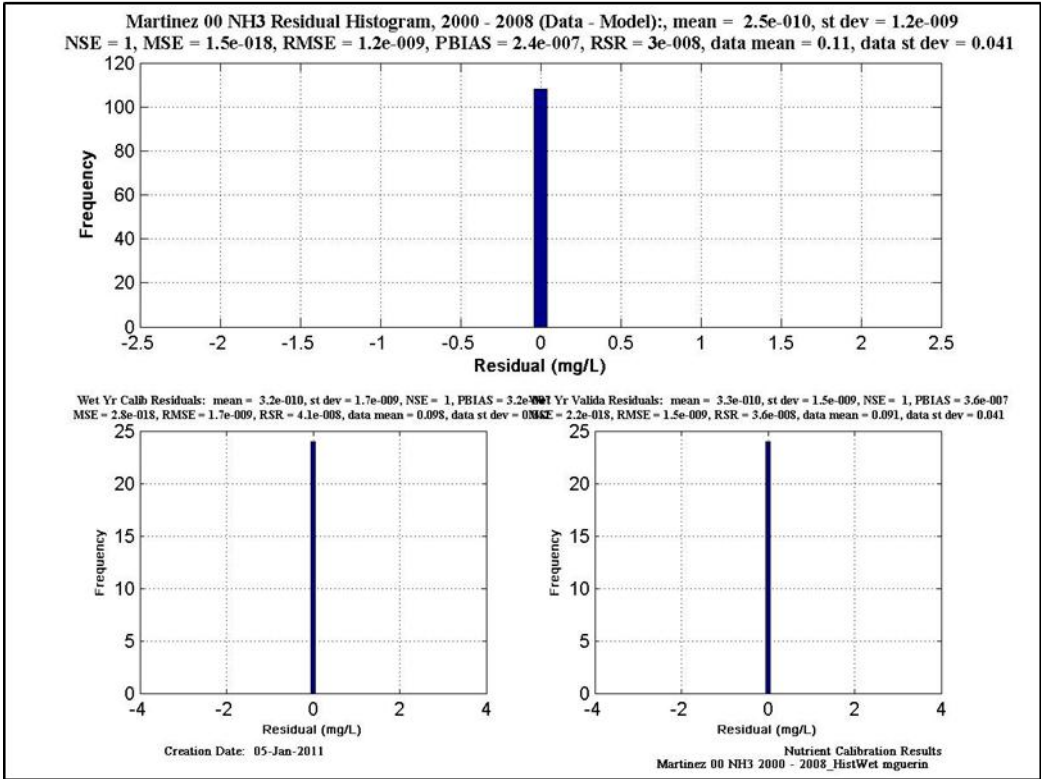 Martinez 00 NH3 Residual Histogram, 2000 - 2008 (Data - Model):, mean = 2.5e-010, st dev = 1.2e-009
NSE = 1, MSE = 1.5e-018, RMSE = 1.2e-009, PBIAS = 2.4e-007, RSR = 3e-008, data mean = 0.11, data st dev = 0.041
120
100
80
60
40
20
0
Frequency
-2.5 -2 -1.5 -1 -0.5 0 0.5 1 1.5 2 2.5
Residual (mg/L)
Wet Yr Calib Residuals: mean = 3.2e-010, st dev = 1.7e-009, NSE = 1, PBIAS = 3.2e-007
MSE = 2.8e-018, RMSE = 1.7e-009, RSR = 4.1e-008, data mean = 0.098, data st dev =
25
20
15
10
5
0
Frequency
-4 -2 0 2 4
Residual (mg/L)
Wet Yr Valida Residuals: mean = 3.3e-010, st dev = 1.5e-009, NSE = 1, PBIAS = 3.6e-007
MSE = 2.2e-018, RMSE = 1.5e-009, RSR = 3.6e-008, data mean = 0.091, data st dev = 0.041
25
20
15
10
5
0
Frequency
-4 -2 0 2 4
Residual (mg/L)
Creation Date: 05-Jan-2011
Nutrient Calibration Results
Martinez 00 NH3 2000 - 2008_HistWet mguerin